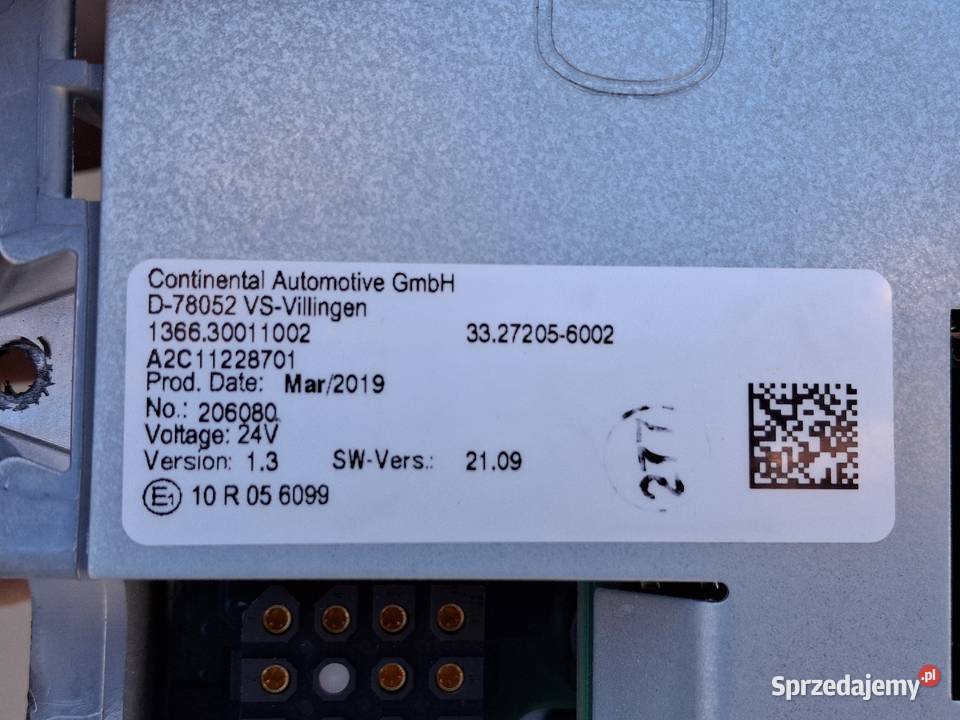 Continental Automotive GmbH
D-78052 VS-Villingen
1366.30011002 33.27205-6002
A2C11228701
Prod. Date: Mar/2019
No.: 206080
Voltage: 24V
Version: 1.3 SW-Vers.: 21.09
E1 10 R 05 6099
277
Sprzedajemy.pl